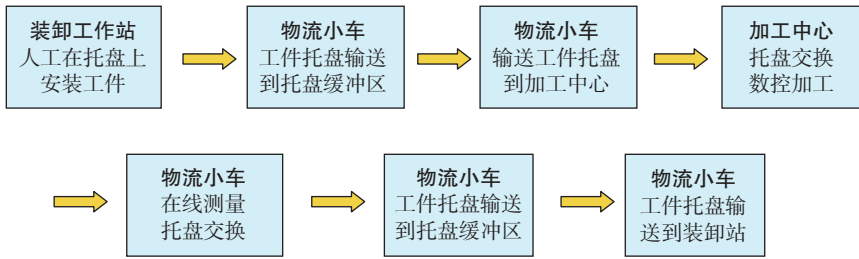 装卸工作站
人工在托盘上
安装工件
物流小车
工件托盘输送
到托盘缓冲区
物流小车
输送工件托盘
到加工中心
加工中心
托盘交换
数控加工
物流小车
在线测量
托盘交换
物流小车
工件托盘输送
到托盘缓冲区
物流小车
工件托盘输
送到装卸站